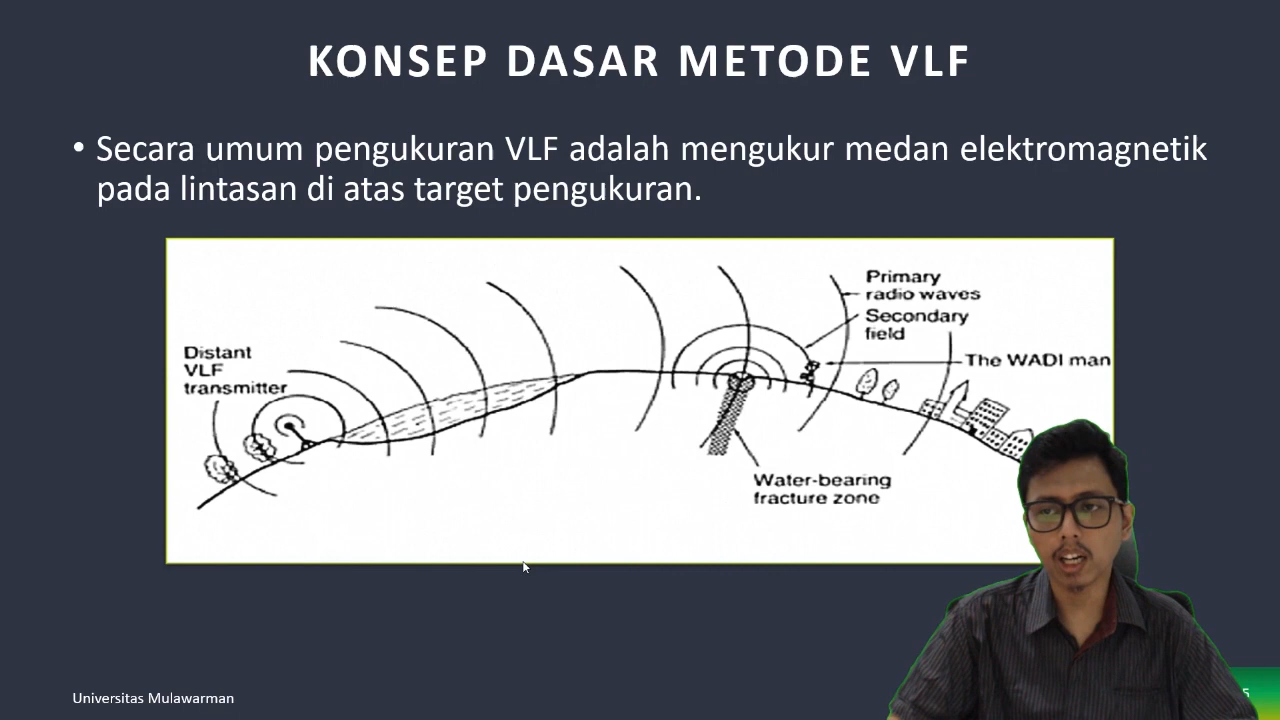 KONSEP DASAR METODE VLF
• Secara umum pengukuran VLF adalah mengukur medan elektromagnetik
pada lintasan di atas target pengukuran.
Primary
radio waves
Secondary
field
The WADI man
Distant
VLF
transmitter
Water-bearing
fracture zone
Universitas Mulawarman